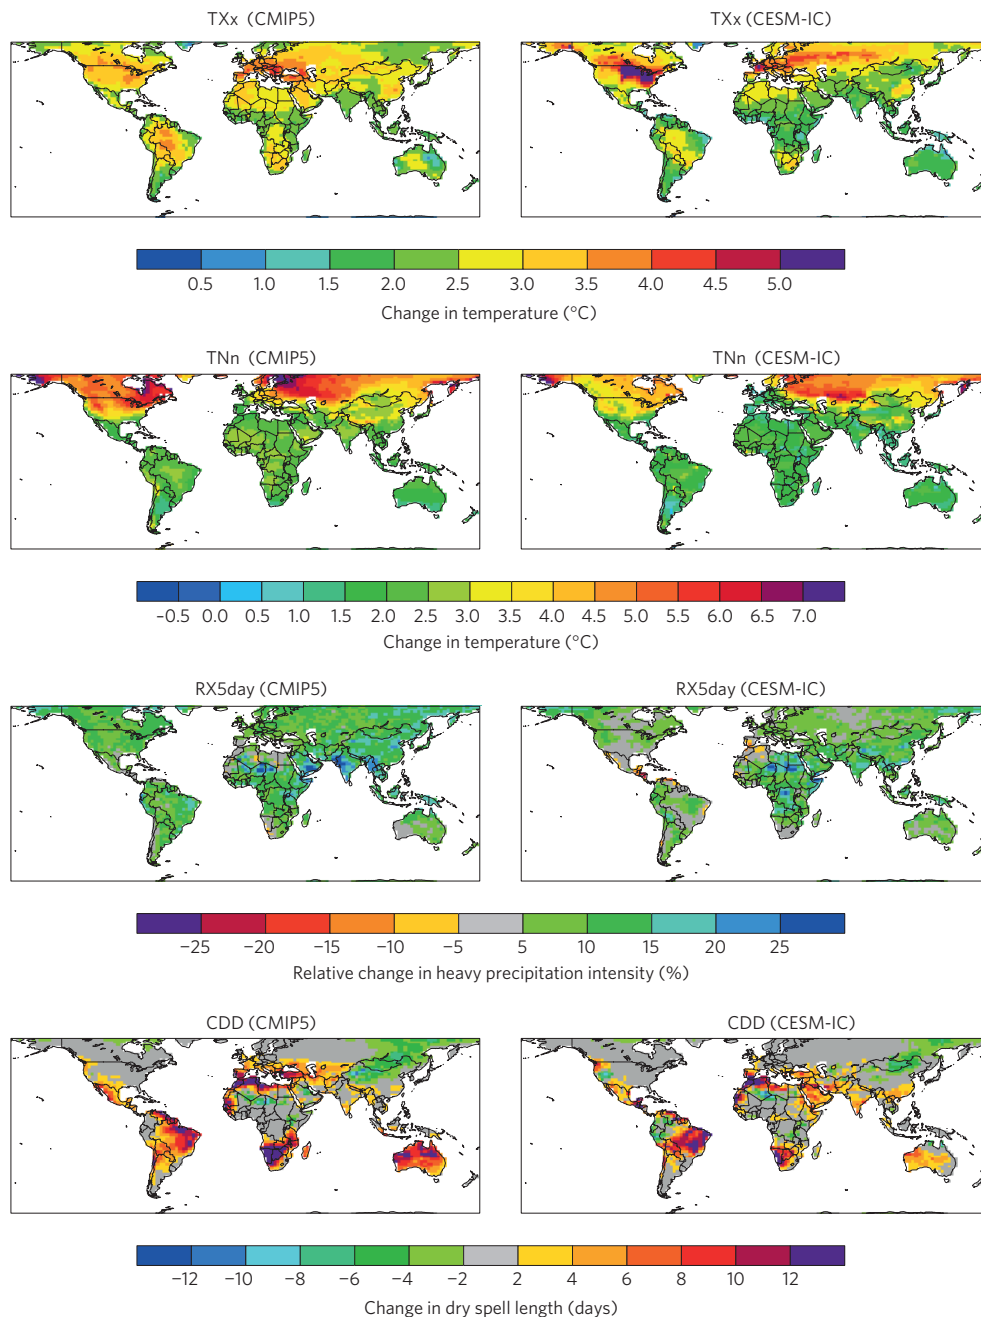 TXx (CMIP5)
TXx (CESM-IC)
0.5 1.0 1.5 2.0 2.5 3.0 3.5 4.0 4.5 5.0
Change in temperature (°C)
TNn (CMIP5)
TNn (CESM-IC)
−0.5 0.0 0.5 1.0 1.5 2.0 2.5 3.0 3.5 4.0 4.5 5.0 5.5 6.0 6.5 7.0
Change in temperature (°C)
RX5day (CMIP5)
RX5day (CESM-IC)
−25 −20 −15 −10 −5 5 10 15 20 25
Relative change in heavy precipitation intensity (%)
CDD (CMIP5)
CDD (CESM-IC)
−12 −10 −8 −6 −4 −2 2 4 6 8 10 12
Change in dry spell length (days)